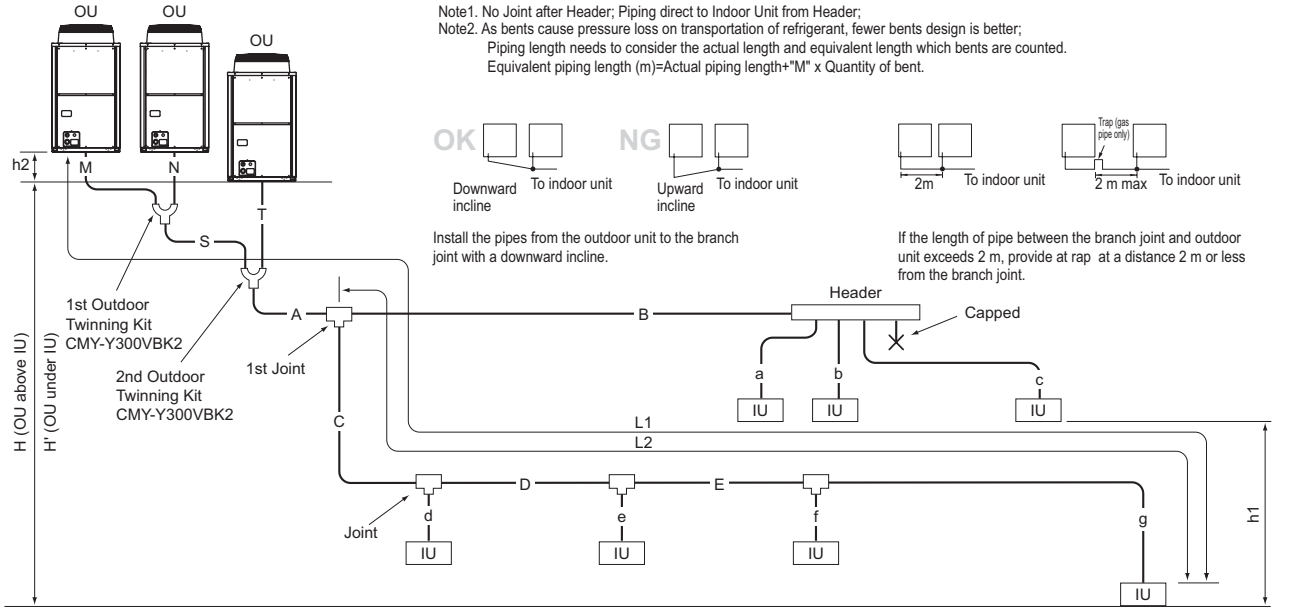 OU
OU
OU
Note1. No Joint after Header; Piping direct to Indoor Unit from Header;
Note2. As bents cause pressure loss on transportation of refrigerant, fewer bents design is better;
Piping length needs to consider the actual length and equivalent length which bents are counted.
Equivalent piping length (m)=Actual piping length+"M" x Quantity of bent.
OK
Downward
incline
To indoor unit
NG
Upward
incline
To indoor unit
2m
To indoor unit
Trap (gas
pipe only)
2 m max
To indoor unit
Install the pipes from the outdoor unit to the branch
joint with a downward incline.
If the length of pipe between the branch joint and outdoor
unit exceeds 2 m, provide at rap at a distance 2 m or less
from the branch joint.
h2
M
N
T
S
1st Outdoor
Twinning Kit
CMY-Y300VBK2
2nd Outdoor
Twinning Kit
CMY-Y300VBK2
A
1st Joint
B
Header
Capped
a
b
c
IU
IU
IU
H (OU above IU)
H' (OU under IU)
C
L1
L2
D
E
Joint
d
e
f
g
IU
IU
IU
IU
h1